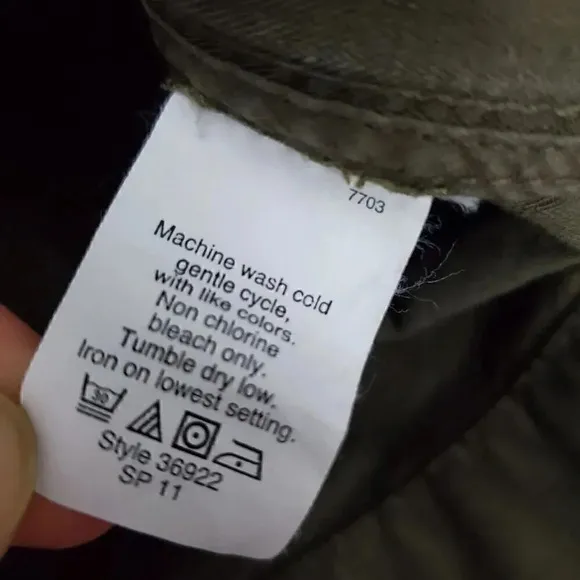 7703
Machine wash cold
gentle cycle,
with like colors.
Non chlorine
bleach only.
Tumble dry low.
Iron on lowest setting.
30
Style 36922
SP 11